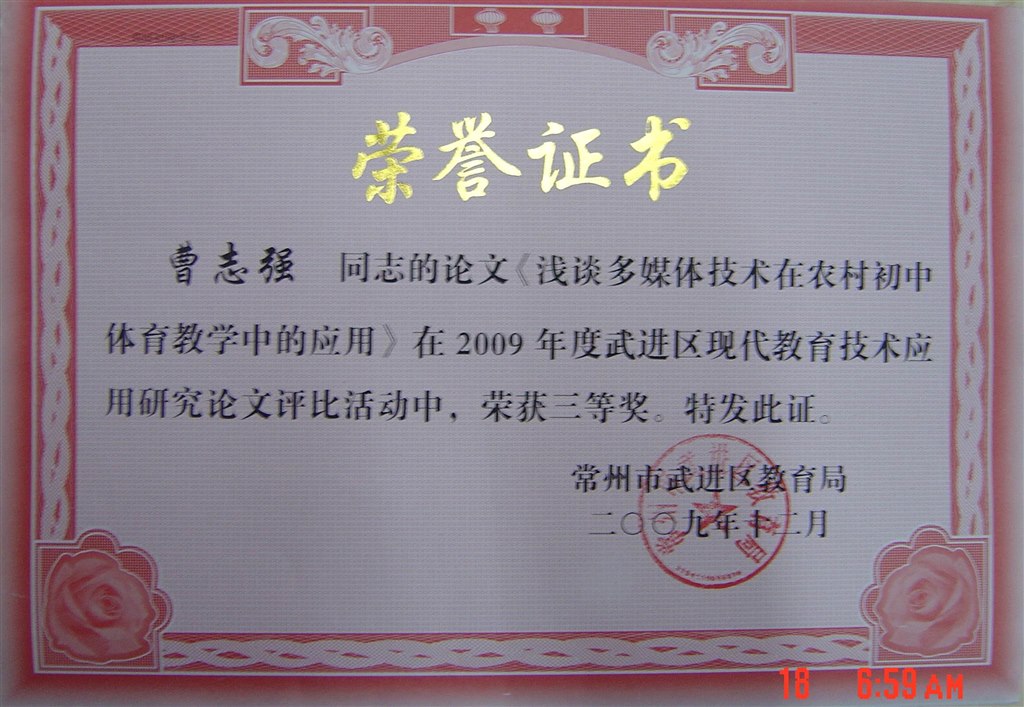 荣誉证书
曹志强 同志的论文《浅谈多媒体技术在农村初中
体育教学中的应用》在 2009 年度武进区现代教育技术应
用研究论文评比活动中，荣获三等奖。特发此证。
常州市武进区教育局
二〇〇九年十二月
18 6:59 AM